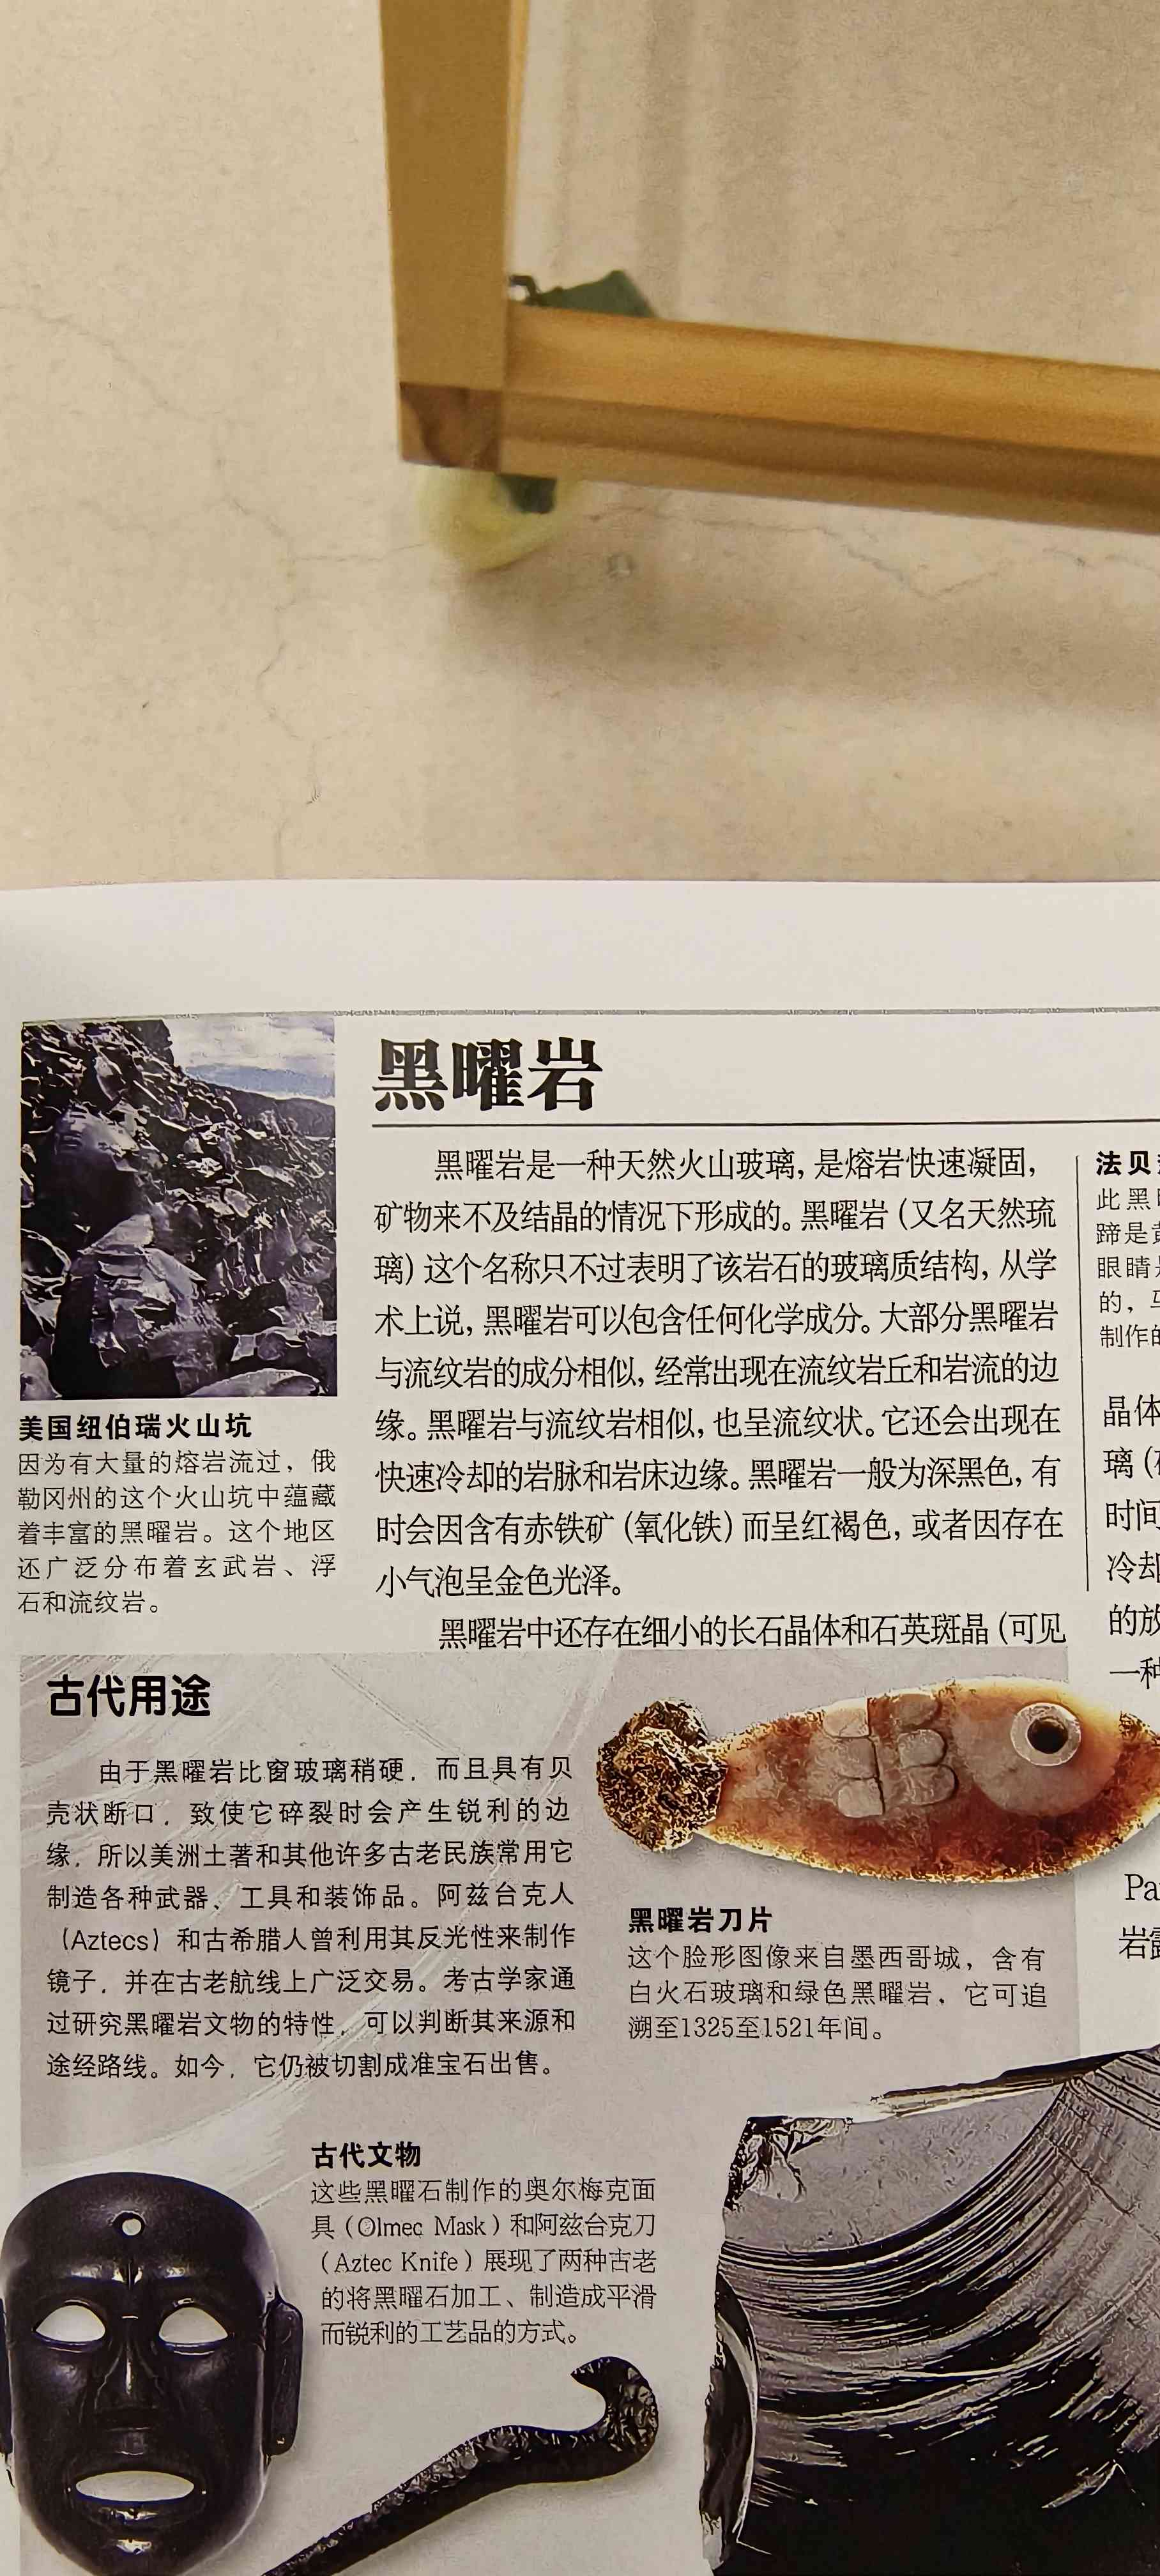 黑曜岩
黑曜岩是一种天然火山玻璃，是熔岩快速凝固，
矿物来不及结晶的情况下形成的。黑曜岩（又名天然琉
璃）这个名称只不过表明了该岩石的玻璃质结构，从学
术上说，黑曜岩可以包含任何化学成分。大部分黑曜岩
与流纹岩的成分相似，经常出现在流纹岩丘和岩流的边
缘。黑曜岩与流纹岩相似，也呈流纹状。它还会出现在
快速冷却的岩脉和岩床边缘。黑曜岩一般为深黑色，有
时会因含有赤铁矿（氧化铁）而呈红褐色，或者因存在
小气泡呈金色光泽。
黑曜岩中还存在细小的长石晶体和石英斑晶（可见
美国纽伯瑞火山坑
因为有大量的熔岩流过，俄
勒冈州的这个火山坑中蕴藏
着丰富的黑曜岩。这个地区
还广泛分布着玄武岩、浮
石和流纹岩。
法贝
此黑
蹄是
眼睛
的，马
制作的
晶体
璃（
时间
冷却
的放
一种
Pa
岩露
古代用途
由于黑曜岩比窗玻璃稍硬，而且具有贝
壳状断口，致使它碎裂时会产生锐利的边
缘，所以美洲土著和其他许多古老民族常用它
制造各种武器、工具和装饰品。阿兹台克人
（Aztecs）和古希腊人曾利用其反光性来制作
镜子，并在古老航线上广泛交易。考古学家通
过研究黑曜岩文物的特性，可以判断其来源和
途经路线。如今，它仍被切割成准宝石出售。
黑曜岩刀片
这个脸形图像来自墨西哥城，含有
白火石玻璃和绿色黑曜岩，它可追
溯至1325至1521年间。
古代文物
这些黑曜石制作的奥尔梅克面
具（Olmec Mask）和阿兹台克刀
（Aztec Knife）展现了两种古老
的将黑曜石加工、制造成平滑
而锐利的工艺品的方式。